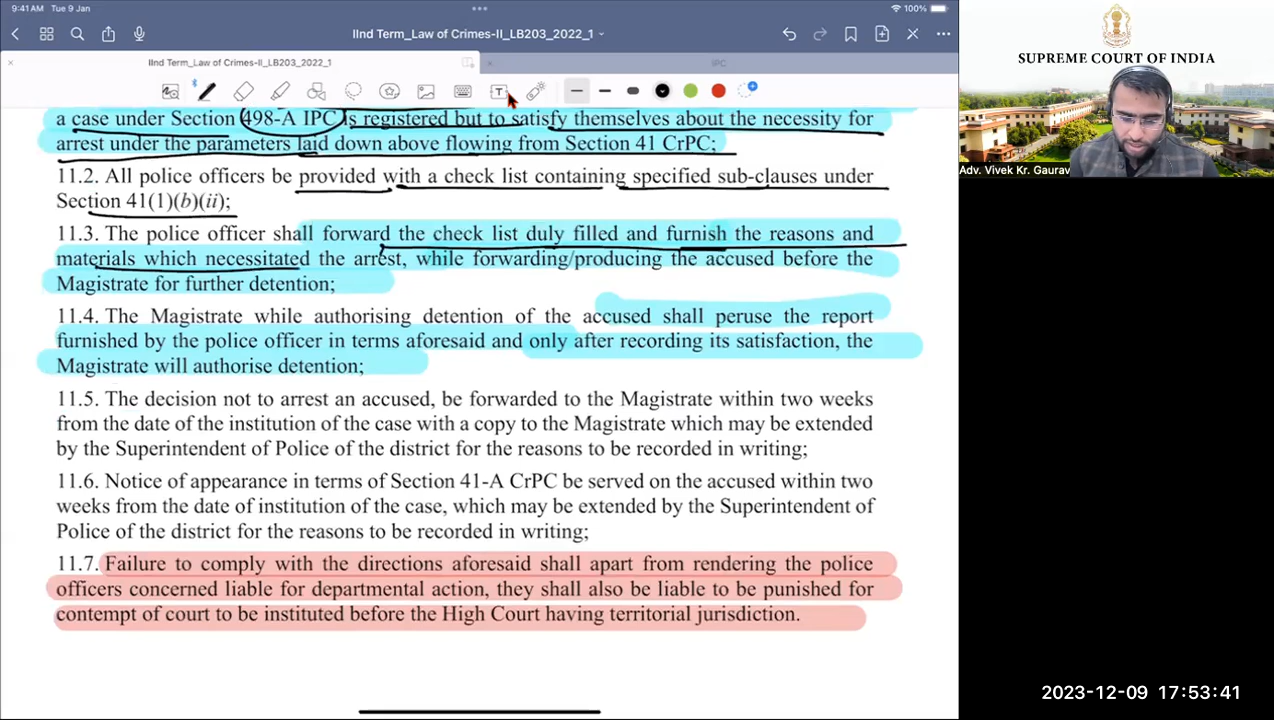 9:41 AM Tue 9 Jan
100%
IInd Term_Law of Crimes-II_LB203_2022_1
IInd Term_Law of Crimes-II_LB203_2022_1
IPC
a case under Section 498-A IPC is registered but to satisfy themselves about the necessity for
arrest under the parameters laid down above flowing from Section 41 CrPC;
11.2. All police officers be provided with a check list containing specified sub-clauses under
Section 41(1)(b)(ii);
11.3. The police officer shall forward the check list duly filled and furnish the reasons and
materials which necessitated the arrest, while forwarding/producing the accused before the
Magistrate for further detention;
11.4. The Magistrate while authorising detention of the accused shall peruse the report
furnished by the police officer in terms aforesaid and only after recording its satisfaction, the
Magistrate will authorise detention;
11.5. The decision not to arrest an accused, be forwarded to the Magistrate within two weeks
from the date of the institution of the case with a copy to the Magistrate which may be extended
by the Superintendent of Police of the district for the reasons to be recorded in writing;
11.6. Notice of appearance in terms of Section 41-A CrPC be served on the accused within two
weeks from the date of institution of the case, which may be extended by the Superintendent of
Police of the district for the reasons to be recorded in writing;
11.7. Failure to comply with the directions aforesaid shall apart from rendering the police
officers concerned liable for departmental action, they shall also be liable to be punished for
contempt of court to be instituted before the High Court having territorial jurisdiction.
SUPREME COURT OF INDIA
Adv. Vivek Kr. Gaurav
2023-12-09 17:53:41